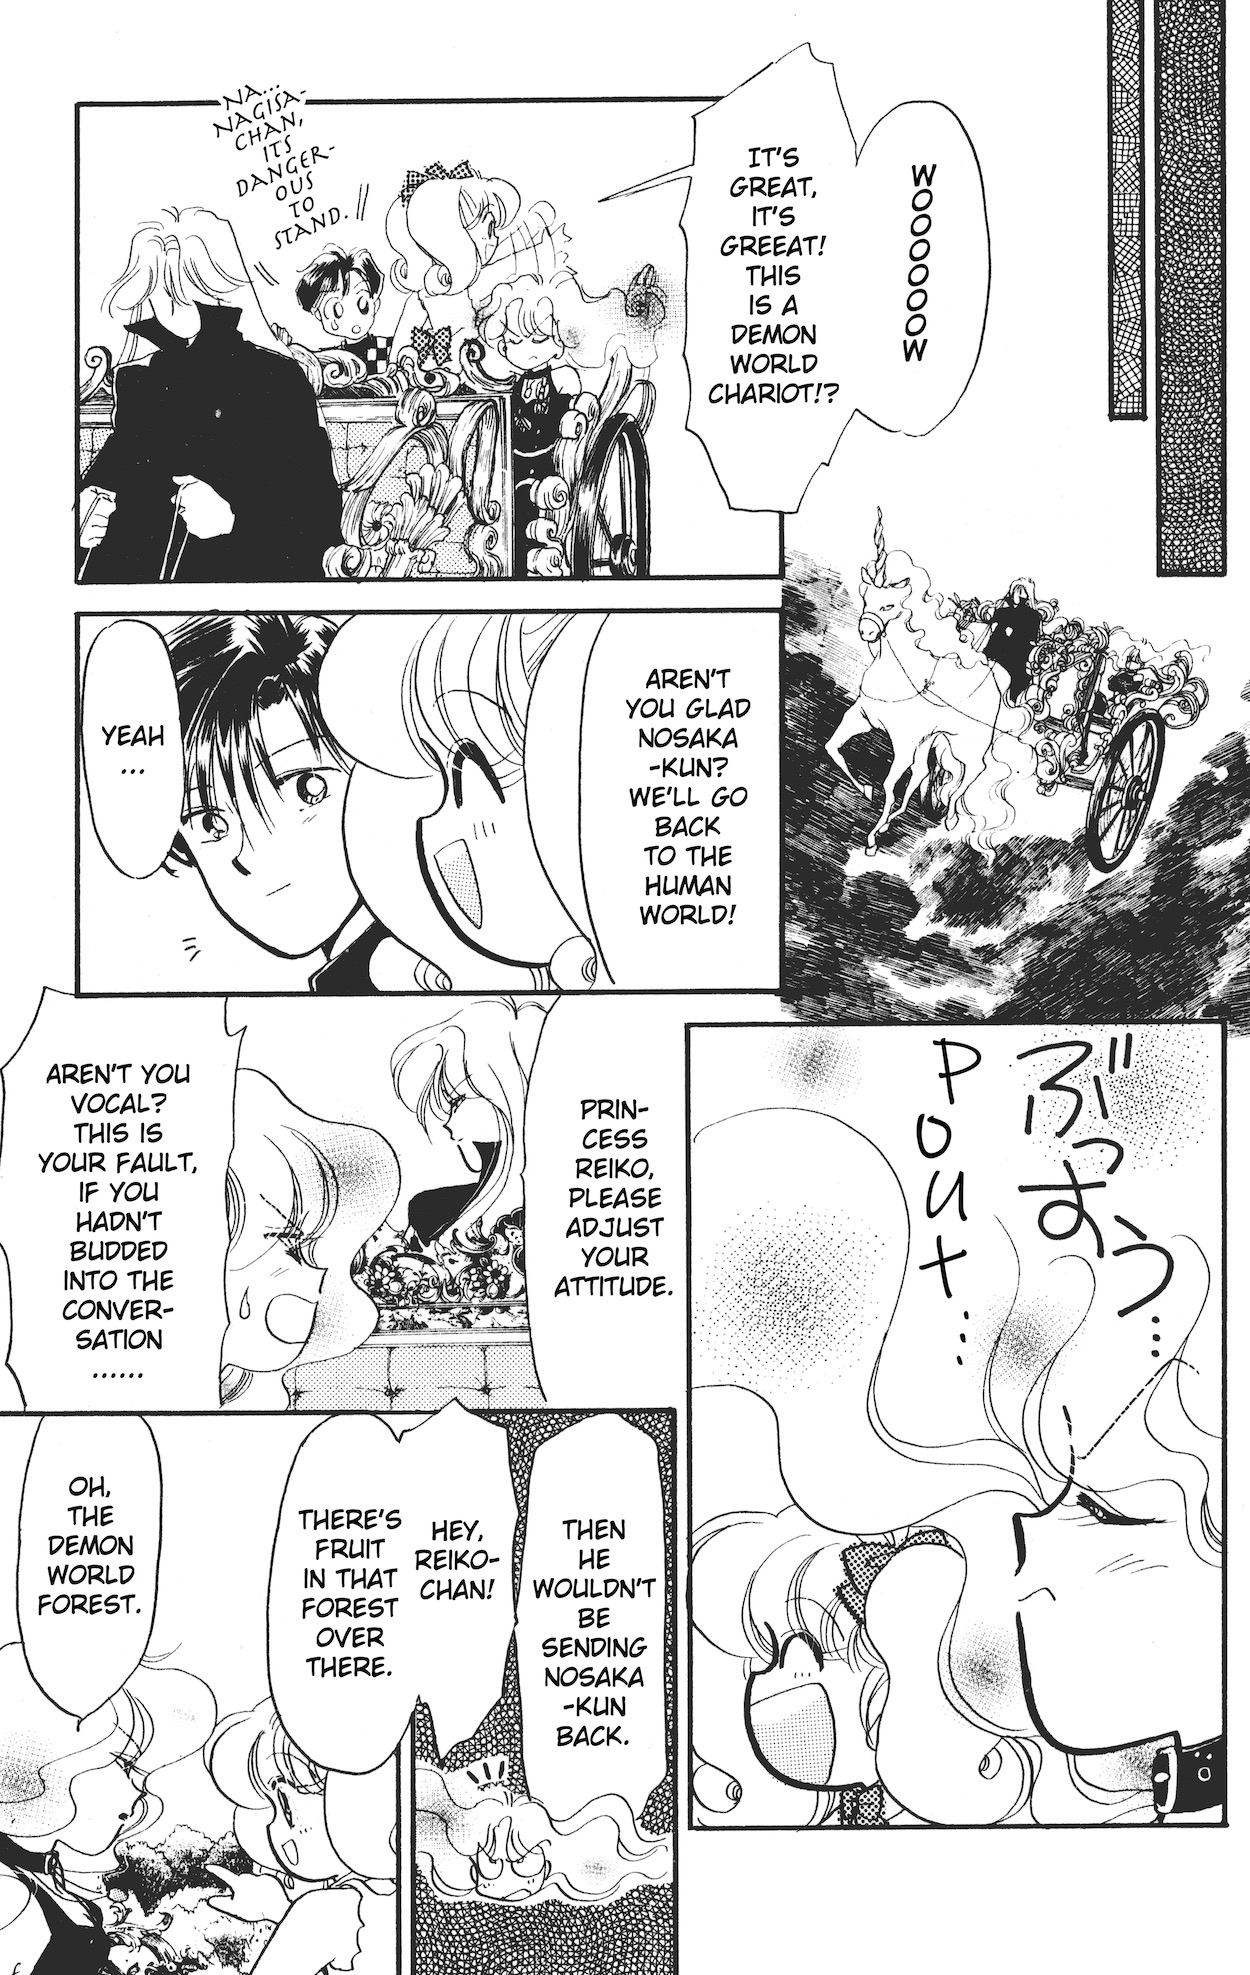 W
O
O
O
O
O
O
W
IT'S
GREAT,
IT'S
GREEAT!
THIS
IS A
DEMON
WORLD
CHARIOT!?
NA...
NAGISA-
CHAN,
ITS
DANGER-
OUS
TO
STAND.
AREN'T
YOU GLAD
NOSAKA
-KUN?
WE'LL GO
BACK
TO THE
HUMAN
WORLD!
YEAH
...
ぶっすう...
POUT...
PRIN-
CESS
REIKO,
PLEASE
ADJUST
YOUR
ATTITUDE.
AREN'T YOU
VOCAL?
THIS IS
YOUR FAULT,
IF YOU
HADN'T
BUDDED
INTO THE
CONVER-
SATION
......
THEN
HE
WOULDN'T
BE
SENDING
NOSAKA
-KUN
BACK.
HEY,
REIKO-
CHAN!
THERE'S
FRUIT
IN THAT
FOREST
OVER
THERE.
OH,
THE
DEMON
WORLD
FOREST.